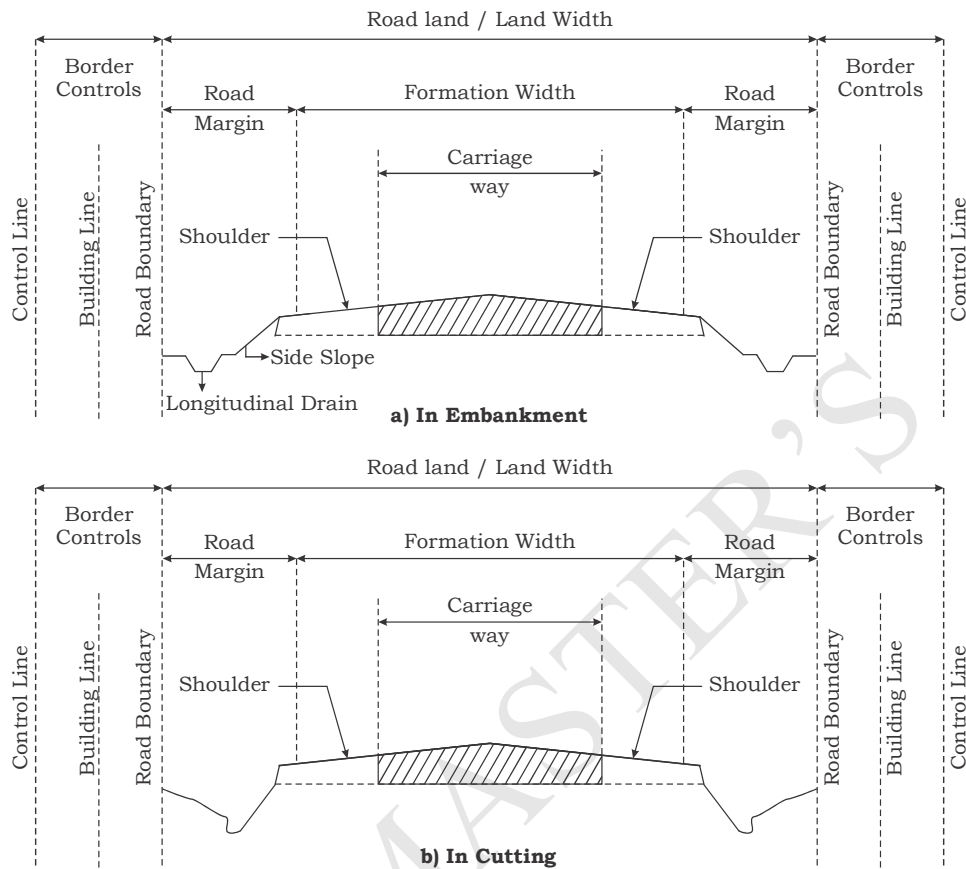 Road land / Land Width
Border
Controls
Border
Controls
Road
Margin
Formation Width
Road
Margin
Carriage
way
Control Line
Building Line
Road Boundary
Shoulder
Shoulder
Road Boundary
Building Line
Control Line
Side Slope
Longitudinal Drain
a) In Embankment
Road land / Land Width
Border
Controls
Border
Controls
Road
Margin
Formation Width
Road
Margin
Carriage
way
Control Line
Building Line
Road Boundary
Shoulder
Shoulder
Road Boundary
Building Line
Control Line
b) In Cutting
MASTER'S